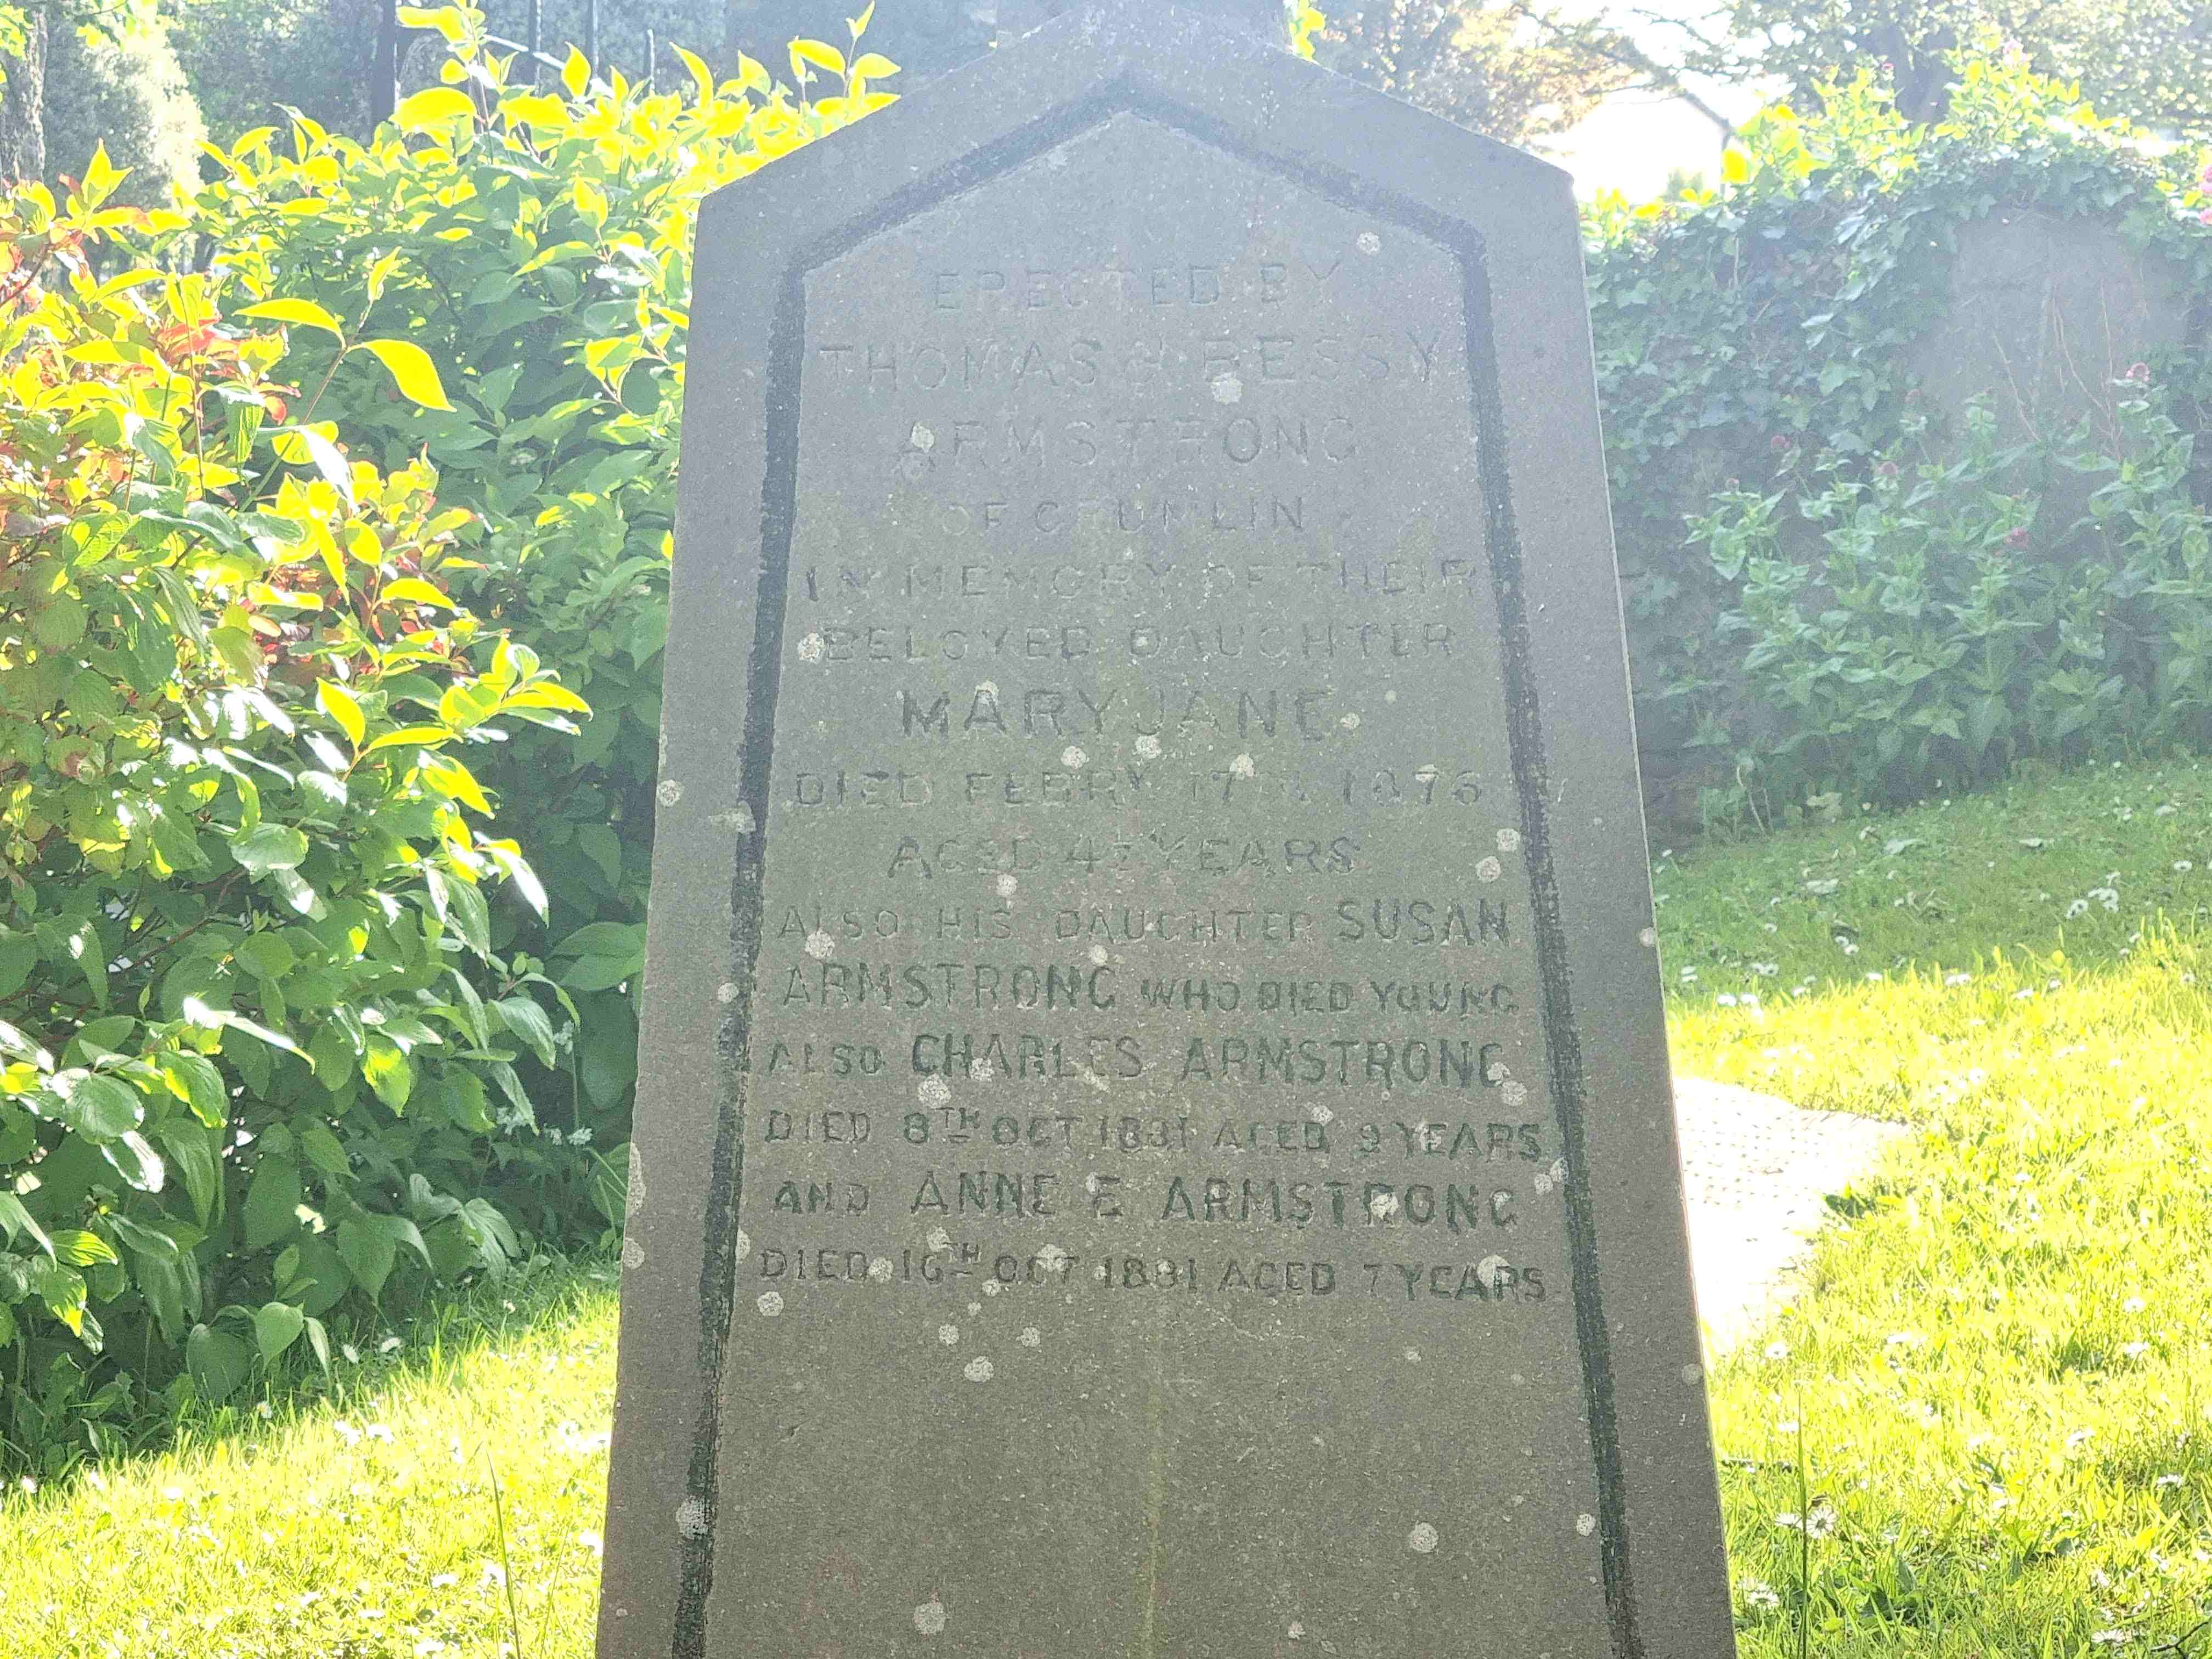 ERECTED BY
THOMAS & BESSY
ARMSTRONG
OF CRUMLIN
IN MEMORY OF THEIR
BELOVED DAUGHTER
MARY JANE
DIED FEBRY 17TH 1876
AGED YEARS
ALSO HIS DAUGHTER SUSAN
ARMSTRONG WHO DIED YOUNG
ALSO CHARLES ARMSTRONG
DIED 8TH OCT 1881 AGED 9 YEARS
AND ANNE E ARMSTRONG
DIED 16TH OCT 1881 AGED 7 YEARS